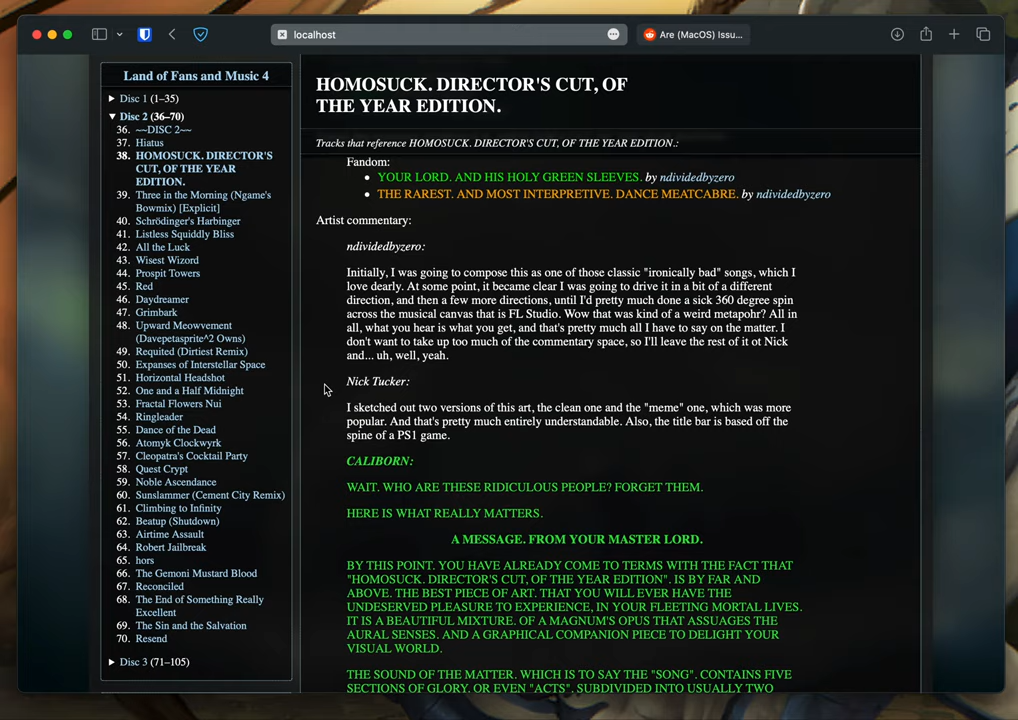 localhost
Are (MacOS) Issu...
Land of Fans and Music 4
Disc 1 (1–35)
Disc 2 (36–70)
36. ~~DISC 2~~
37. Hiatus
38. HOMOSUCK. DIRECTOR'S
CUT, OF THE YEAR
EDITION.
39. Three in the Morning (Ngame's
Bowmix) [Explicit]
40. Schrödinger's Harbinger
41. Listless Squiddly Bliss
42. All the Luck
43. Wisest Wizord
44. Prospit Towers
45. Red
46. Daydreamer
47. Grimbark
48. Upward Meowvement
(Davepetasprite^2 Owns)
49. Requited (Dirtiest Remix)
50. Expanses of Interstellar Space
51. Horizontal Headshot
52. One and a Half Midnight
53. Fractal Flowers Nui
54. Ringleader
55. Dance of the Dead
56. Atomyk Clockwyrk
57. Cleopatra's Cocktail Party
58. Quest Crypt
59. Noble Ascendance
60. Sunslammer (Cement City Remix)
61. Climbing to Infinity
62. Beatup (Shutdown)
63. Airtime Assault
64. Robert Jailbreak
65. hors
66. The Gemoni Mustard Blood
67. Reconciled
68. The End of Something Really
Excellent
69. The Sin and the Salvation
70. Resend
Disc 3 (71–105)
HOMOSUCK. DIRECTOR'S CUT, OF
THE YEAR EDITION.
Tracks that reference HOMOSUCK. DIRECTOR'S CUT, OF THE YEAR EDITION.:
Fandom:
YOUR LORD. AND HIS HOLY GREEN SLEEVES. by ndividedbyzero
THE RAREST. AND MOST INTERPRETIVE. DANCE MEATCABRE. by ndividedbyzero
Artist commentary:
ndividedbyzero:
Initially, I was going to compose this as one of those classic "ironically bad" songs, which I
love dearly. At some point, it became clear I was going to drive it in a bit of a different
direction, and then a few more directions, until I'd pretty much done a sick 360 degree spin
across the musical canvas that is FL Studio. Wow that was kind of a weird metapohr? All in
all, what you hear is what you get, and that's pretty much all I have to say on the matter. I
don't want to take up too much of the commentary space, so I'll leave the rest of it ot Nick
and... uh, well, yeah.
Nick Tucker:
I sketched out two versions of this art, the clean one and the "meme" one, which was more
popular. And that's pretty much entirely understandable. Also, the title bar is based off the
spine of a PS1 game.
CALIBORN:
WAIT. WHO ARE THESE RIDICULOUS PEOPLE? FORGET THEM.
HERE IS WHAT REALLY MATTERS.
A MESSAGE. FROM YOUR MASTER LORD.
BY THIS POINT. YOU HAVE ALREADY COME TO TERMS WITH THE FACT THAT
"HOMOSUCK. DIRECTOR'S CUT, OF THE YEAR EDITION". IS BY FAR AND
ABOVE. THE BEST PIECE OF ART. THAT YOU WILL EVER HAVE THE
UNDESERVED PLEASURE TO EXPERIENCE, IN YOUR FLEETING MORTAL LIVES.
IT IS A BEAUTIFUL MIXTURE. OF A MAGNUM'S OPUS THAT ASSUAGES THE
AURAL SENSES. AND A GRAPHICAL COMPANION PIECE TO DELIGHT YOUR
VISUAL WORLD.
THE SOUND OF THE MATTER. WHICH IS TO SAY THE "SONG". CONTAINS FIVE
SECTIONS OF GLORY. OR EVEN "ACTS". SUBDIVIDED INTO USUALLY TWO